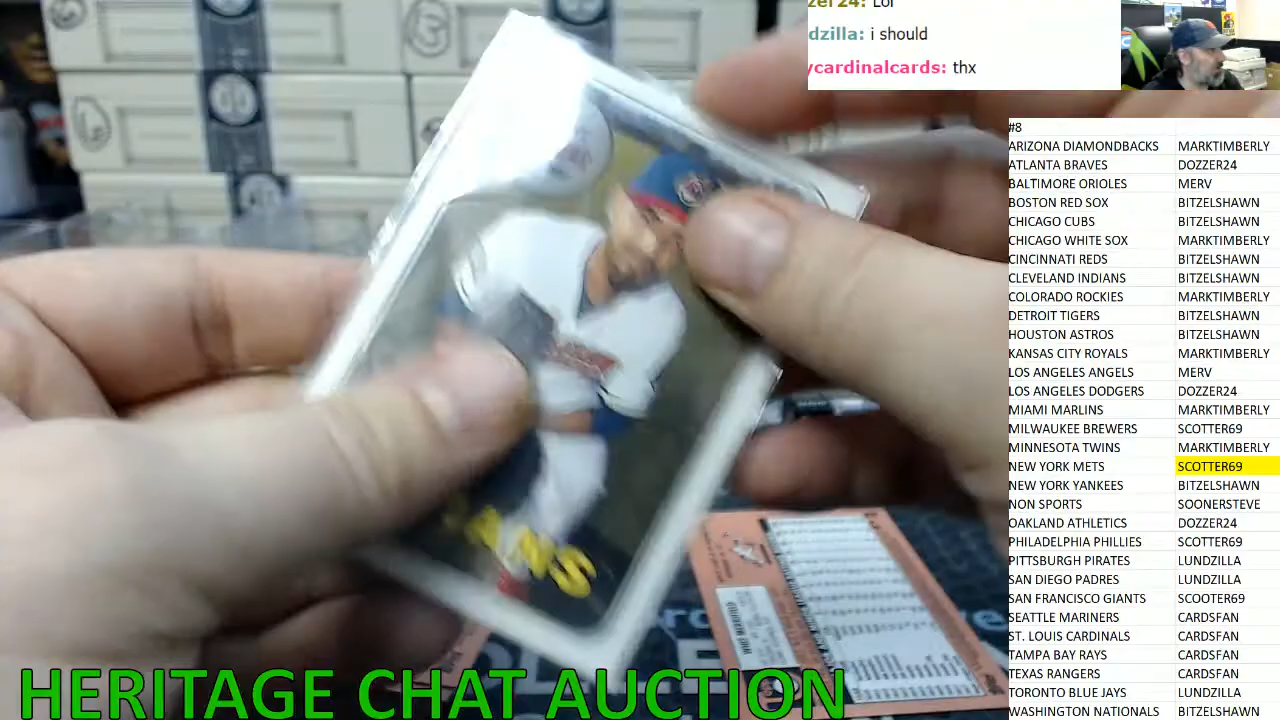 zer24: Lol
dzilla: i should
ycardinalcards: thx
#8
ARIZONA DIAMONDBACKS MARKTIMBERLY
ATLANTA BRAVES DOZZER24
BALTIMORE ORIOLES MERV
BOSTON RED SOX BITZELSHAWN
CHICAGO CUBS BITZELSHAWN
CHICAGO WHITE SOX MARKTIMBERLY
CINCINNATI REDS BITZELSHAWN
CLEVELAND INDIANS BITZELSHAWN
COLORADO ROCKIES MARKTIMBERLY
DETROIT TIGERS BITZELSHAWN
HOUSTON ASTROS BITZELSHAWN
KANSAS CITY ROYALS MARKTIMBERLY
LOS ANGELES ANGELS MERV
LOS ANGELES DODGERS DOZZER24
MIAMI MARLINS MARKTIMBERLY
MILWAUKEE BREWERS SCOTTER69
MINNESOTA TWINS MARKTIMBERLY
NEW YORK METS SCOTTER69
NEW YORK YANKEES BITZELSHAWN
NON SPORTS SOONERSTEVE
OAKLAND ATHLETICS DOZZER24
PHILADELPHIA PHILLIES SCOTTER69
PITTSBURGH PIRATES LUNDZILLA
SAN DIEGO PADRES LUNDZILLA
SAN FRANCISCO GIANTS SCOOTER69
SEATTLE MARINERS CARDSFAN
ST. LOUIS CARDINALS CARDSFAN
TAMPA BAY RAYS CARDSFAN
TEXAS RANGERS CARDSFAN
TORONTO BLUE JAYS LUNDZILLA
WASHINGTON NATIONALS BITZELSHAWN
HERITAGE CHAT AUCTION